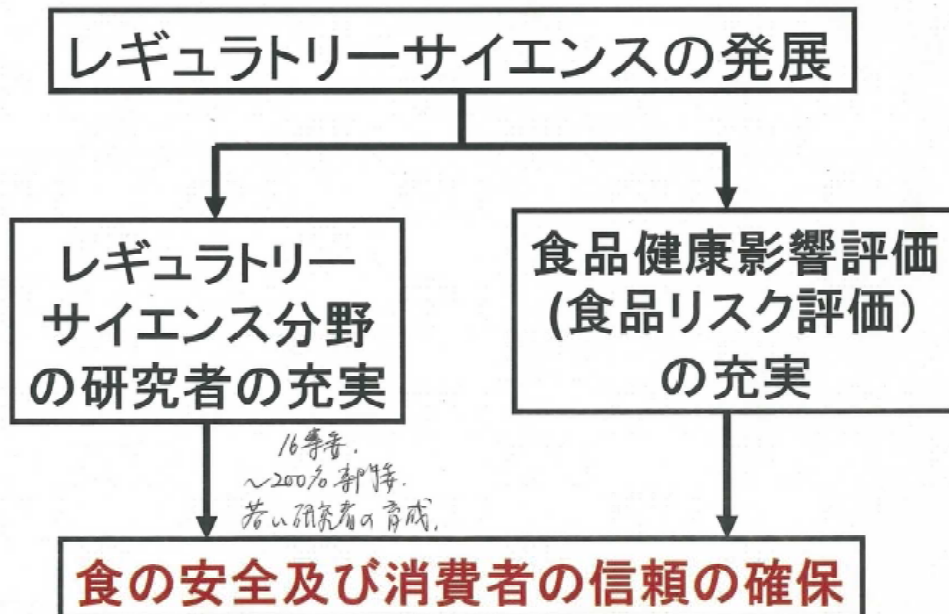 レギュラトリーサイエンスの発展
レギュラトリー
サイエンス分野
の研究者の充実
食品健康影響評価
(食品リスク評価)
の充実
16専委.
~200名専門委.
若い研究者の育成.
食の安全及び消費者の信頼の確保